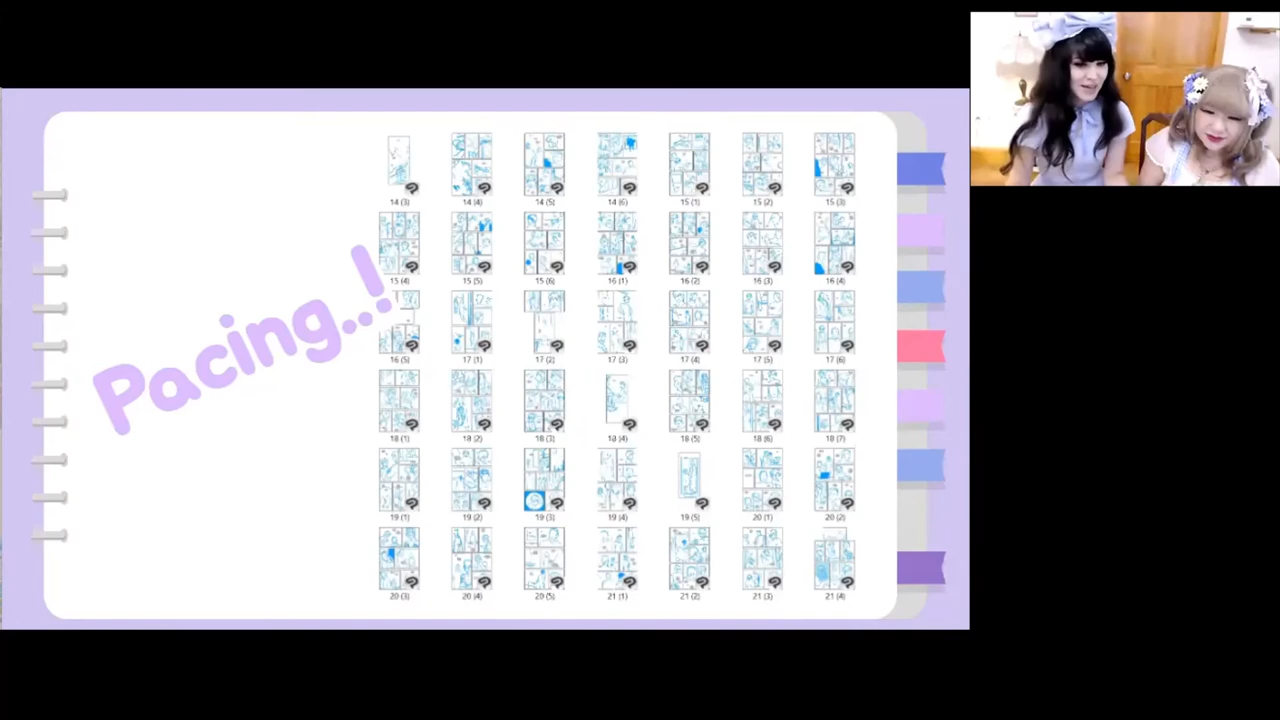 Pacing..!
14 (3) 14 (4) 14 (5) 14 (6) 15 (1) 15 (2) 15 (3)
15 (4) 15 (5) 15 (6) 16 (1) 16 (2) 16 (3) 16 (4)
16 (5) 17 (1) 17 (2) 17 (3) 17 (4) 17 (5) 17 (6)
18 (1) 18 (2) 18 (3) 18 (4) 18 (5) 18 (6) 18 (7)
19 (1) 19 (2) 19 (3) 19 (4) 19 (5) 20 (1) 20 (2)
20 (3) 20 (4) 20 (5) 21 (1) 21 (2) 21 (3) 21 (4)